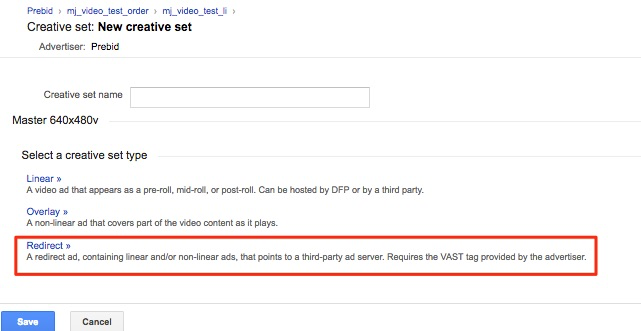 Prebid › mj_video_test_order › mj_video_test_li ›
Creative set: New creative set
Advertiser: Prebid
Creative set name
Master 640x480v
Select a creative set type
Linear »
A video ad that appears as a pre-roll, mid-roll, or post-roll. Can be hosted by DFP or by a third party.
Overlay »
A non-linear ad that covers part of the video content as it plays.
Redirect »
A redirect ad, containing linear and/or non-linear ads, that points to a third-party ad server. Requires the VAST tag provided by the advertiser.
Save Cancel